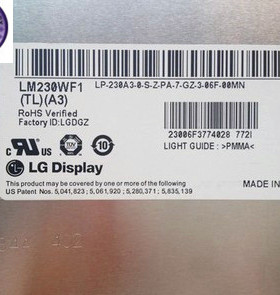 LM230WF1 LP-230A3-0-S-Z-PA-7-GZ-3-06F-00MN
(TL)(A3)
RoHS Verified
Factory ID:LGDGZ
23006F3774028 772I
c UL US
LIGHT GUIDE : >PMMA<
LG Display
This product may be covered by one or more of the following
Patent Nos. 5,041,823 ; 5,061,920 ; 5,280,371 ; 5,835,139